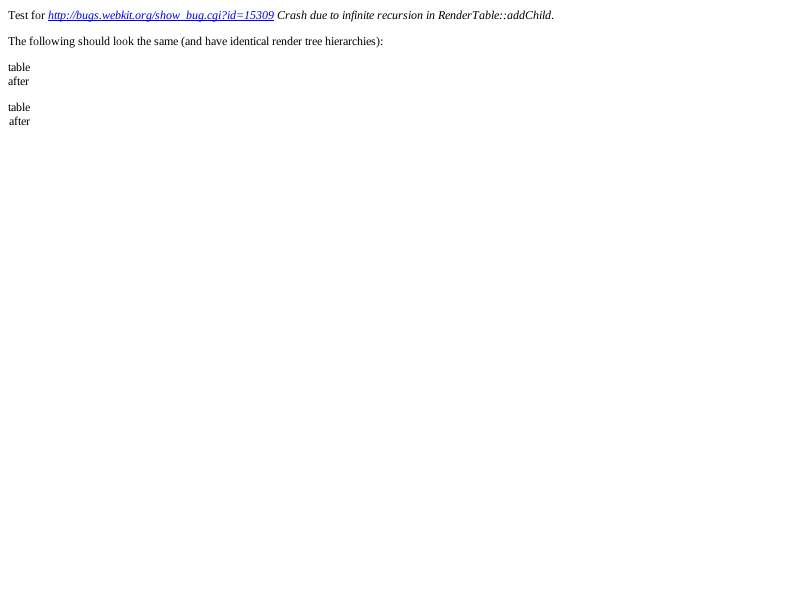 Test for http://bugs.webkit.org/show_bug.cgi?id=15309 Crash due to infinite recursion in RenderTable::addChild.
The following should look the same (and have identical render tree hierarchies):
table
after
table
after